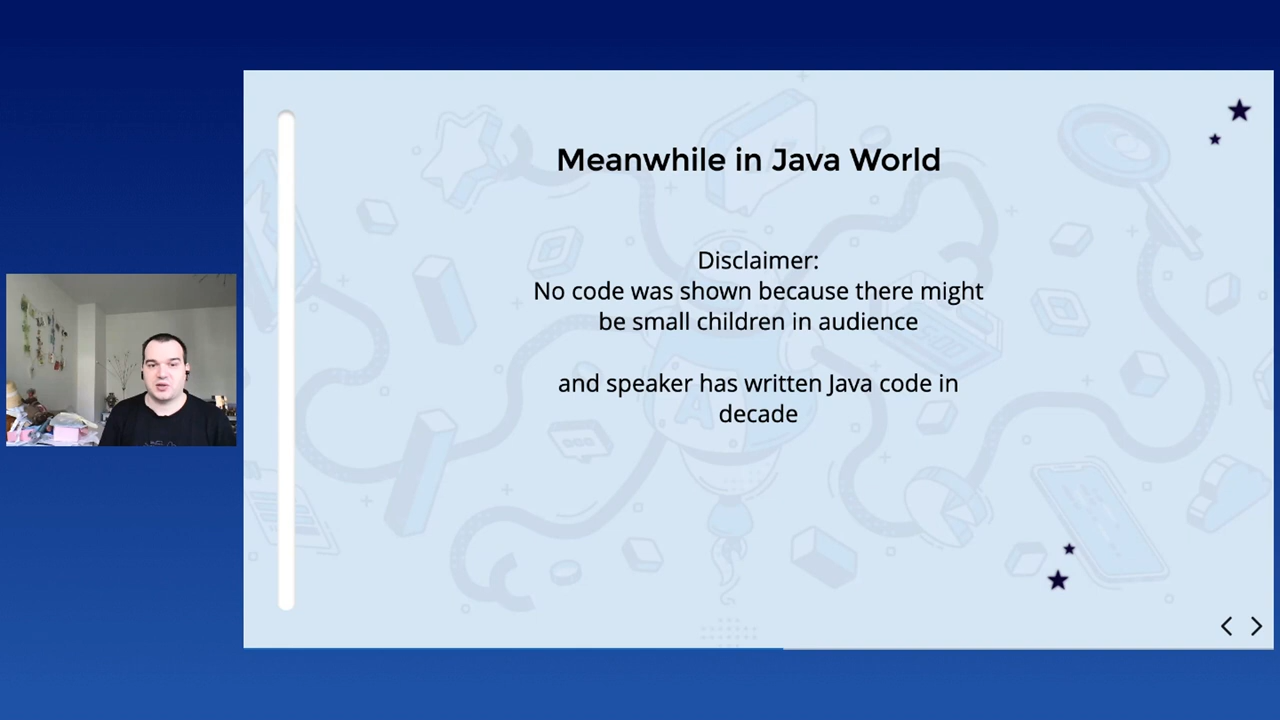 Meanwhile in Java World
Disclaimer:
No code was shown because there might
be small children in audience
and speaker has written Java code in
decade